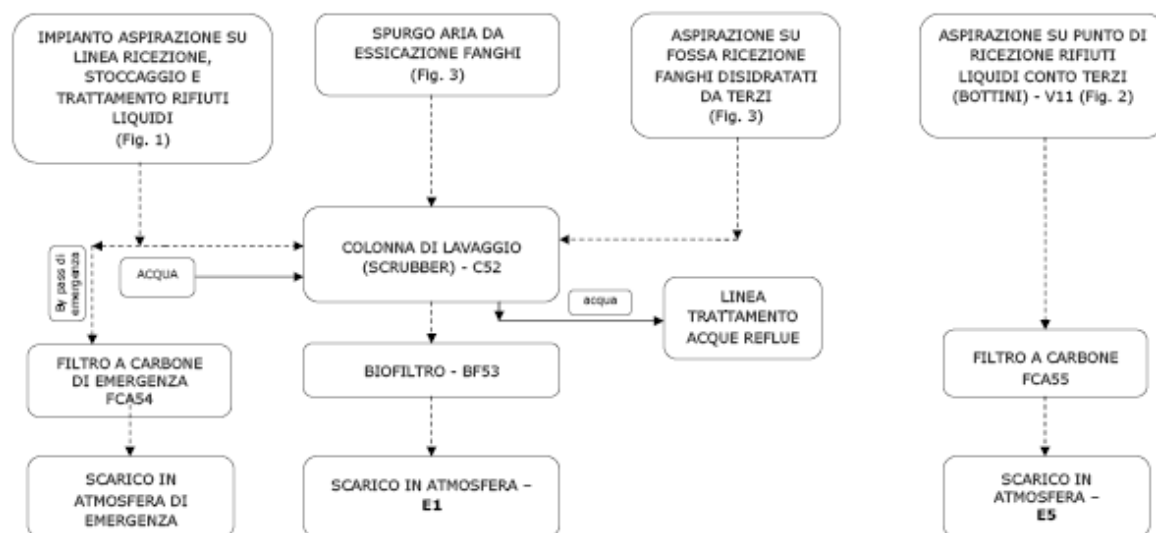 IMPIANTO ASPIRAZIONE SU
LINEA RICEZIONE,
STOCCAGGIO E
TRATTAMENTO RIFIUTI
LIQUIDI
(Fig. 1)
SPURGO ARIA DA
ESSICAZIONE FANGHI
(Fig. 3)
ASPIRAZIONE SU
FOSSA RICEZIONE
FANGHI DISIDRATATI
DA TERZI
(Fig. 3)
ASPIRAZIONE SU PUNTO DI
RICEZIONE RIFIUTI
LIQUIDI CONTO TERZI
(BOTTINI) - V11 (Fig. 2)
By pass di
emergenza
ACQUA
COLONNA DI LAVAGGIO
(SCRUBBER) - C52
acqua
LINEA
TRATTAMENTO
ACQUE REFLUE
FILTRO A CARBONE
DI EMERGENZA
FCA54
BIOFILTRO - BF53
FILTRO A CARBONE
FCA55
SCARICO IN
ATMOSFERA DI
EMERGENZA
SCARICO IN ATMOSFERA –
E1
SCARICO IN
ATMOSFERA –
E5